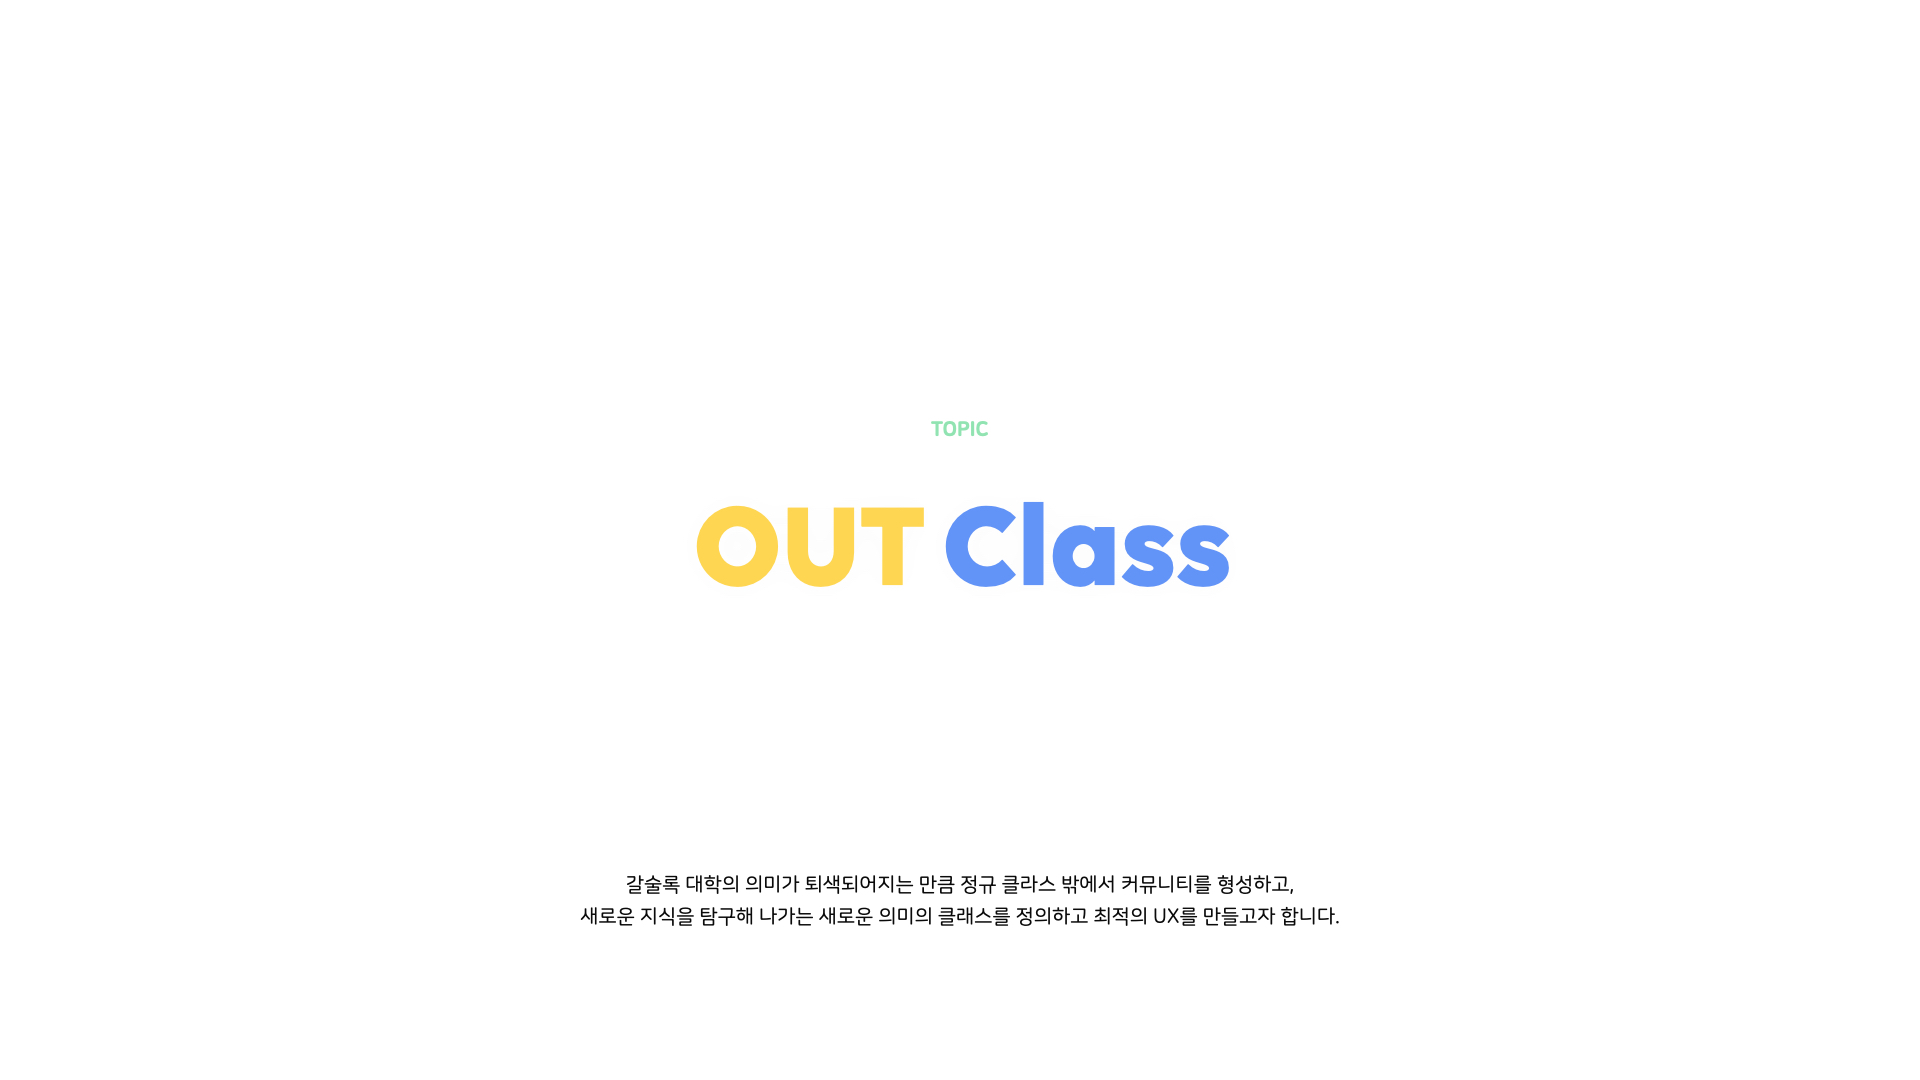 TOPIC
OUT Class
갈술록 대학의 의미가 퇴색되어지는 만큼 정규 클라스 밖에서 커뮤니티를 형성하고,
새로운 지식을 탐구해 나가는 새로운 의미의 클래스를 정의하고 최적의 UX를 만들고자 합니다.